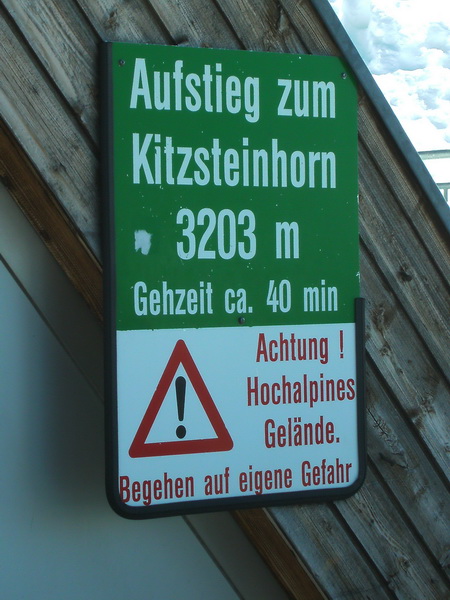 Aufstieg zum
Kitzsteinhorn
3203 m
Gehzeit ca. 40 min
!
Achtung !
Hochalpines
Gelände.
Begehen auf eigene Gefahr